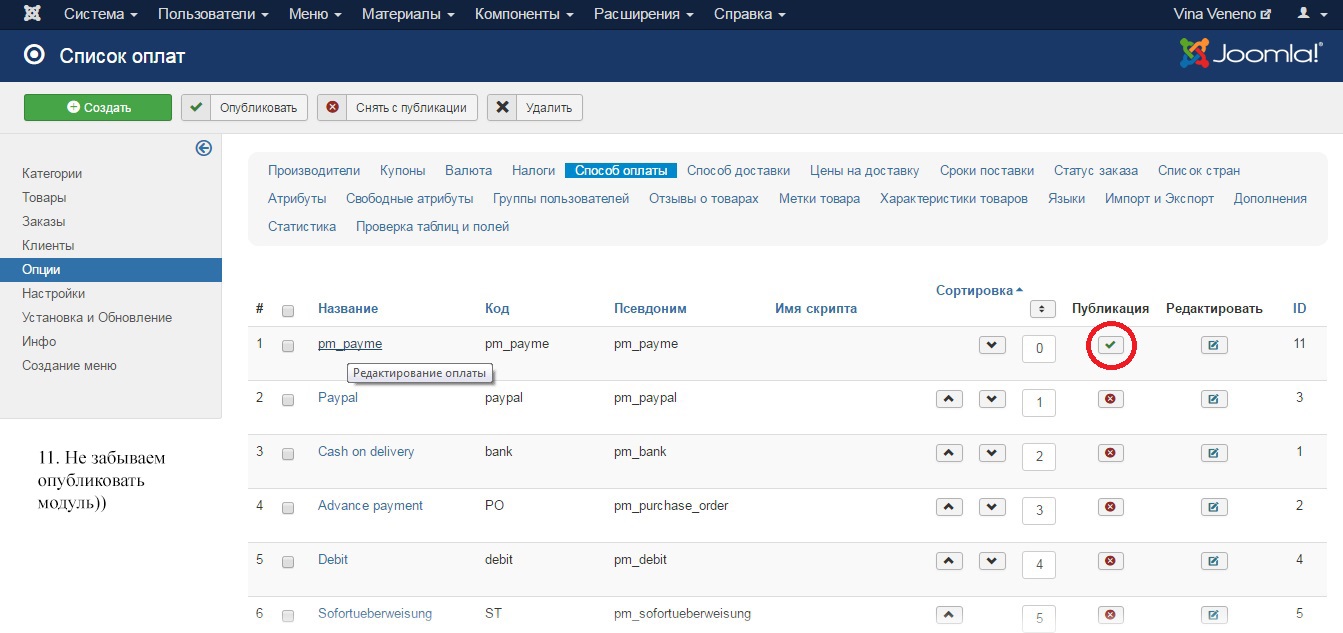 Система Пользователи Меню Материалы Компоненты Расширения Справка Vina Veneno
Список оплат Joomla!®
Создать Опубликовать Снять с публикации Удалить
Категории
Товары
Заказы
Клиенты
Опции
Настройки
Установка и Обновление
Инфо
Создание меню
11. Не забываем
опубликовать
модуль))
Производители Купоны Валюта Налоги Способ оплаты Способ доставки Цены на доставку Сроки поставки Статус заказа Список стран
Атрибуты Свободные атрибуты Группы пользователей Отзывы о товарах Метки товара Характеристики товаров Языки Импорт и Экспорт Дополнения
Статистика Проверка таблиц и полей
Сортировка
# Название Код Псевдоним Имя скрипта Публикация Редактировать ID
1 pm_payme pm_payme pm_payme 0 11
Редактирование оплаты
2 Paypal paypal pm_paypal 1 3
3 Cash on delivery bank pm_bank 2 1
4 Advance payment PO pm_purchase_order 3 2
5 Debit debit pm_debit 4 4
6 Sofortueberweisung ST pm_sofortueberweisung 5 5